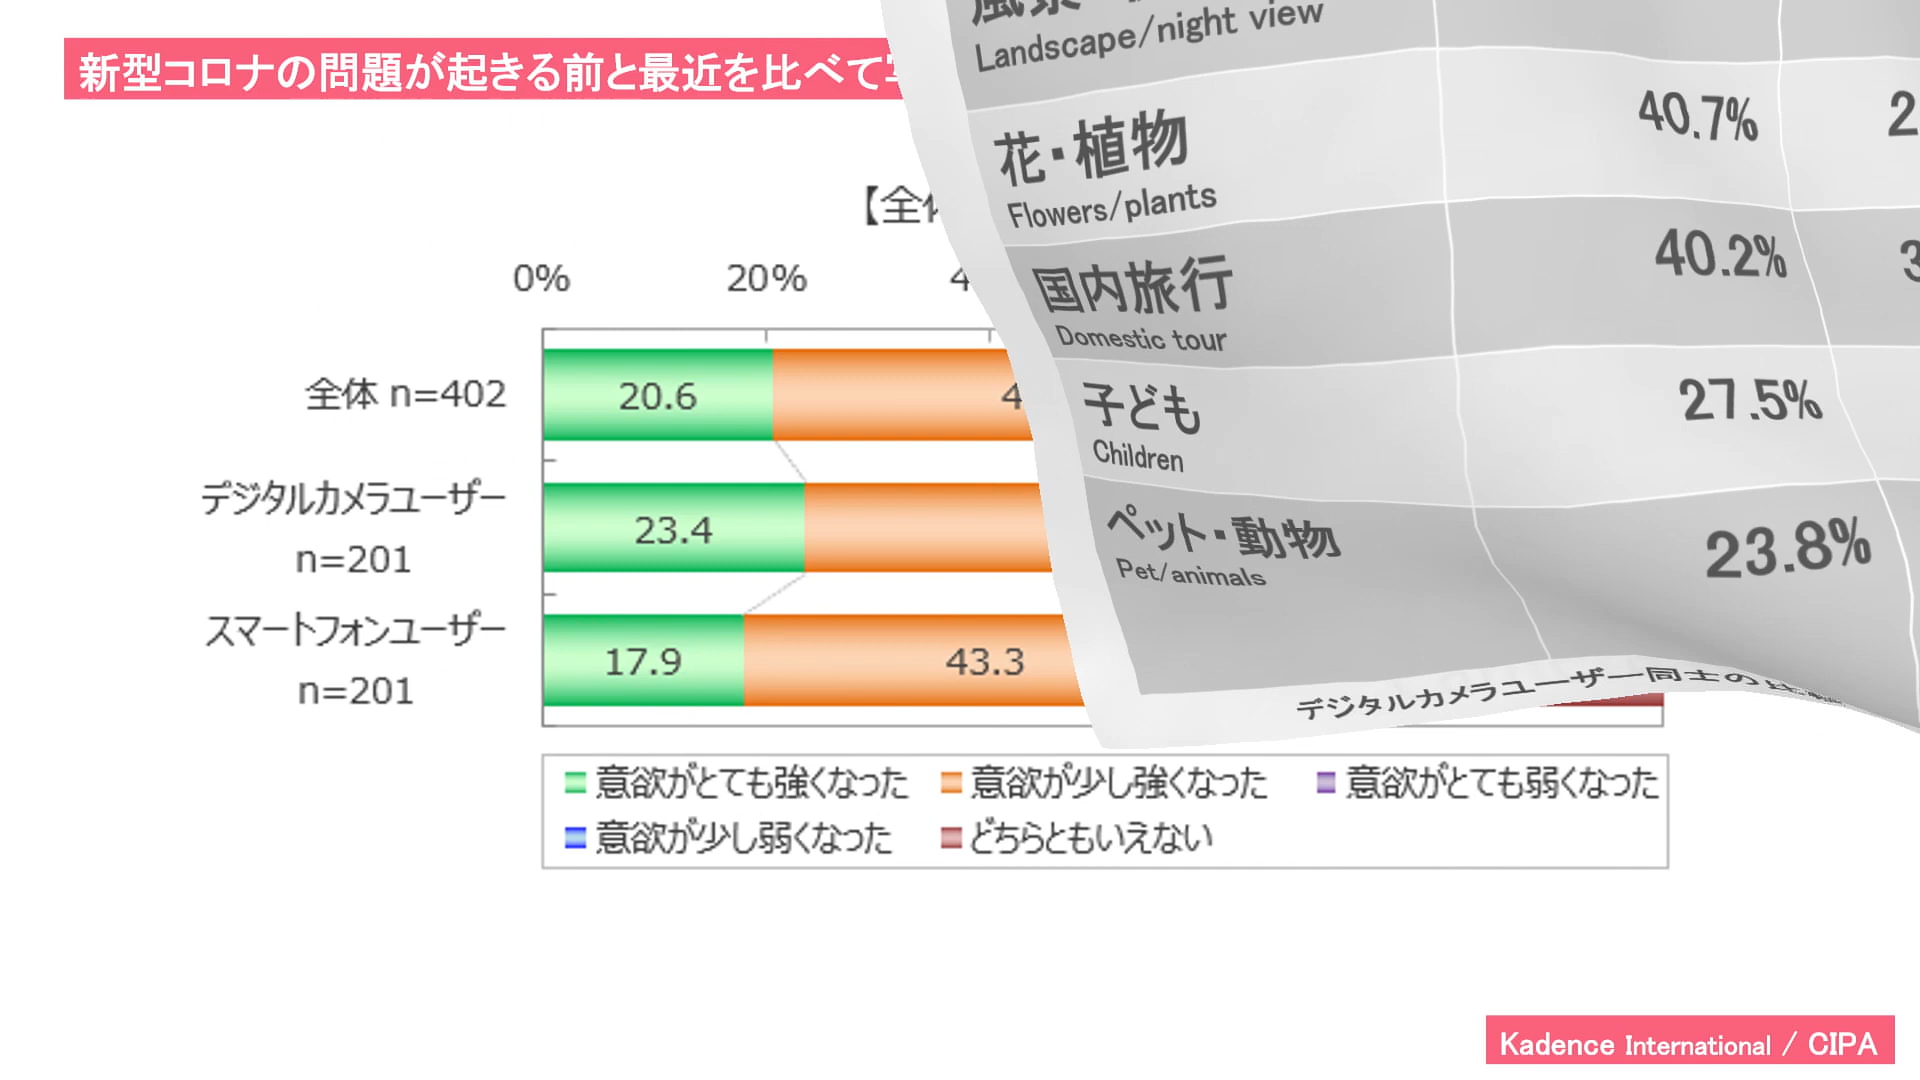 新型コロナの問題が起きる前と最近を比べて
【全体
0% 20% 4
全体 n=402
20.6
4
デジタルカメラユーザー
n=201
23.4
スマートフォンユーザー
n=201
17.9
43.3
意欲がとても強くなった 意欲が少し強くなった 意欲がとても弱くなった
意欲が少し弱くなった どちらともいえない
Landscape/night view
花・植物
Flowers/plants
40.7%
2
国内旅行
Domestic tour
40.2%
3
子ども
Children
27.5%
ペット・動物
Pet/animals
23.8%
デジタルカメラユーザー同士の比較
Kadence International / CIPA